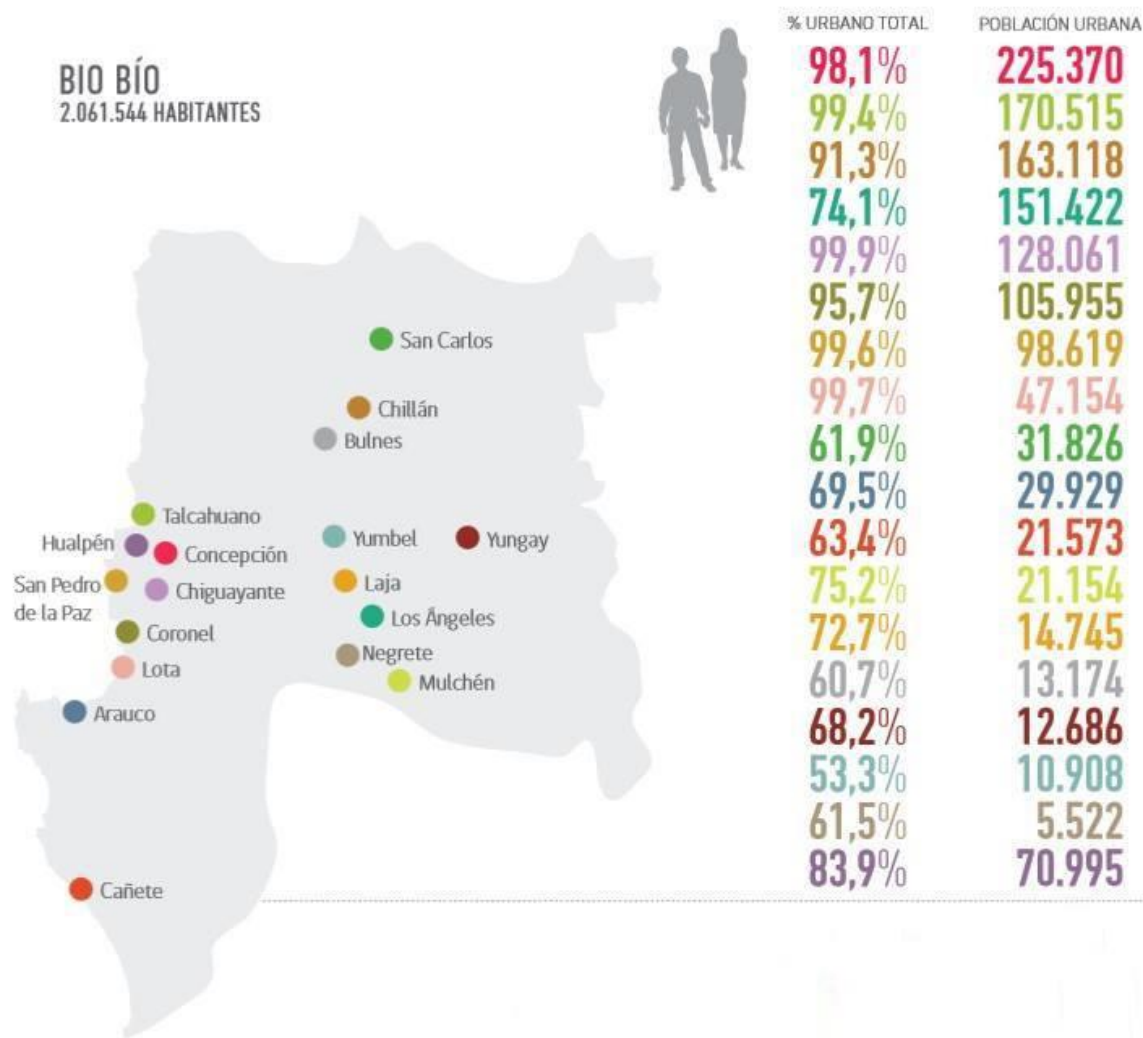 BIO BÍO
2.061.544 HABITANTES
% URBANO TOTAL POBLACIÓN URBANA
98,1% 225.370
99,4% 170.515
91,3% 163.118
74,1% 151.422
99,9% 128.061
95,7% 105.955
99,6% 98.619
99,7% 47.154
61,9% 31.826
69,5% 29.929
63,4% 21.573
75,2% 21.154
72,7% 14.745
60,7% 13.174
68,2% 12.686
53,3% 10.908
61,5% 5.522
83,9% 70.995
San Carlos
Chillán
Bulnes
Talcahuano
Hualpén
Concepción
Yumbel
Yungay
San Pedro
de la Paz
Chiguayante
Laja
Los Ángeles
Coronel
Negrete
Lota
Mulchén
Arauco
Cañete